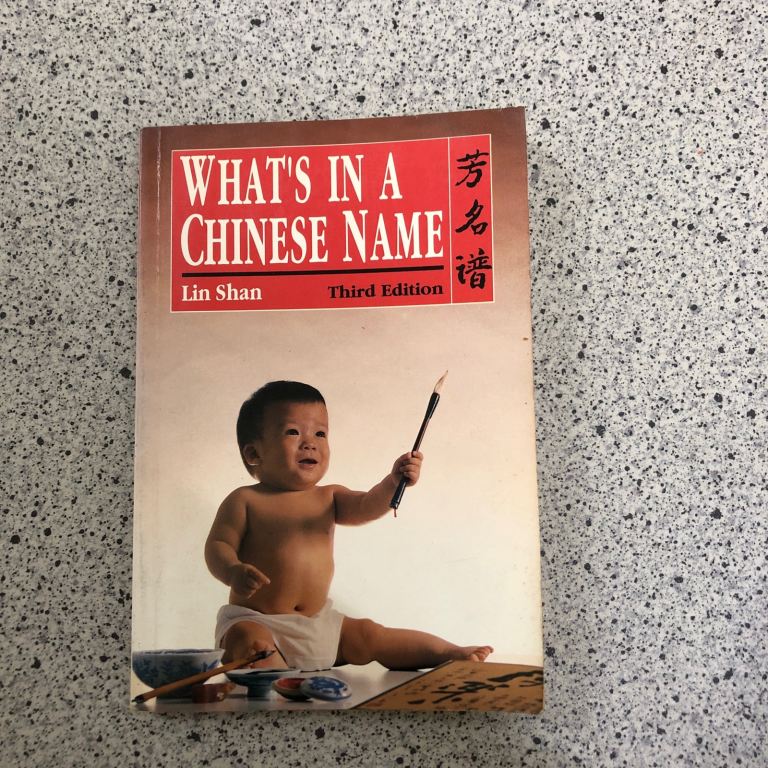 WHAT'S IN A
CHINESE NAME
Lin Shan
Third Edition
芳名谱